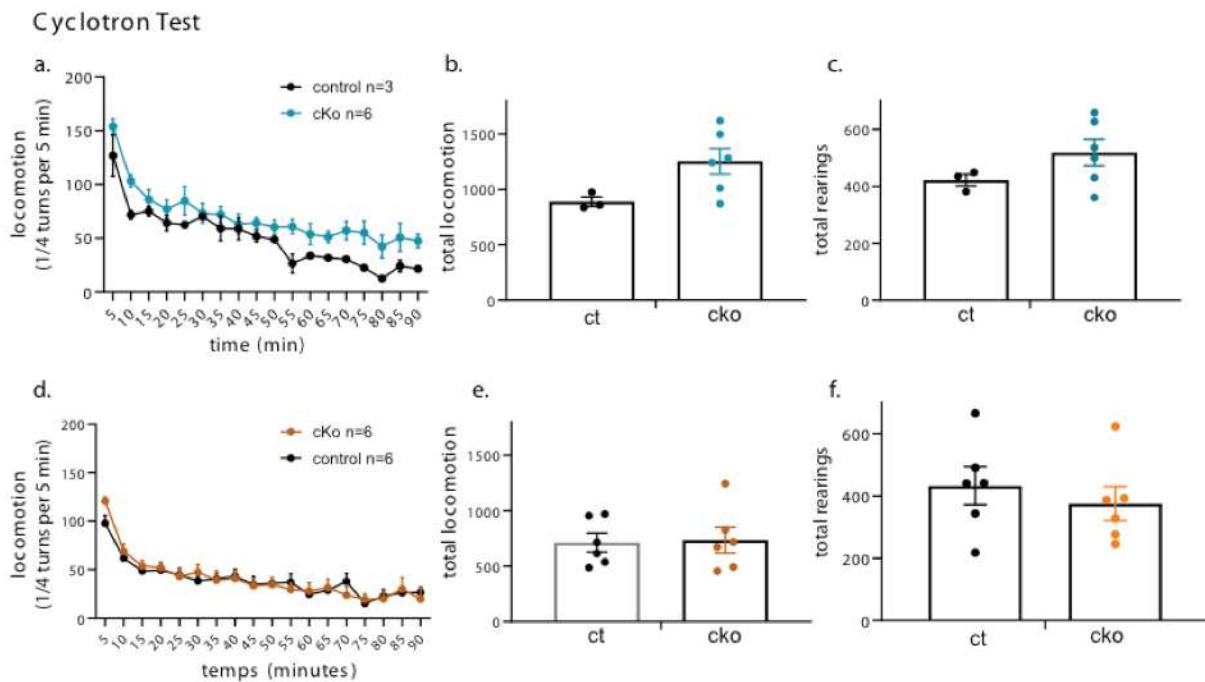 Cyclotron Test
a.
locomotion
(1/4 turns per 5 min)
200
150
100
50
0
control n=3
cKo n=6
5 10 15 20 25 30 35 40 45 50 55 60 65 70 75 80 85 90
time (min)
b.
total locomotion
1500
1000
500
0
ct cko
c.
total rearings
600
400
200
0
ct cko
d.
locomotion
(1/4 turns per 5 min)
200
150
100
50
0
cKo n=6
control n=6
5 10 15 20 25 30 35 40 45 50 55 60 65 70 75 80 85 90
temps (minutes)
e.
total locomotion
1500
1000
500
0
ct cko
f.
total rearings
600
400
200
0
ct cko